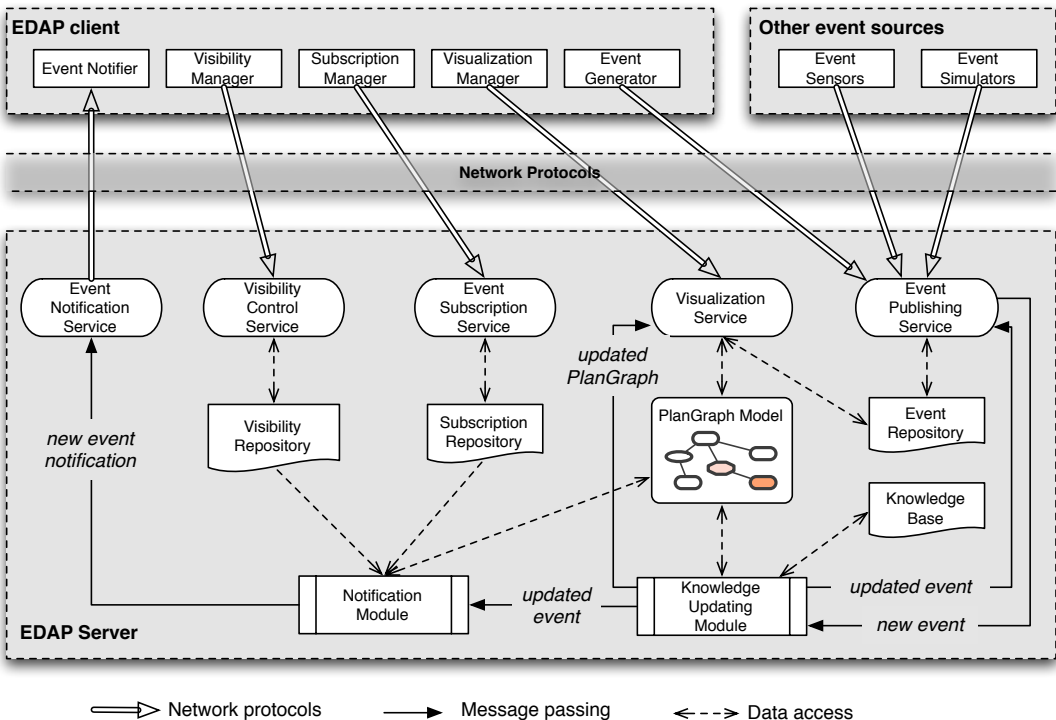 EDAP client
Other event sources
Event Notifier
Visibility
Manager
Subscription
Manager
Visualization
Manager
Event
Generator
Event
Sensors
Event
Simulators
Network Protocols
Event
Notification
Service
Visibility
Control
Service
Event
Subscription
Service
Visualization
Service
Event
Publishing
Service
updated
PlanGraph
new event
notification
Visibility
Repository
Subscription
Repository
PlanGraph Model
Event
Repository
Knowledge
Base
Notification
Module
updated
event
Knowledge
Updating
Module
updated event
new event
EDAP Server
Network protocols
Message passing
Data access